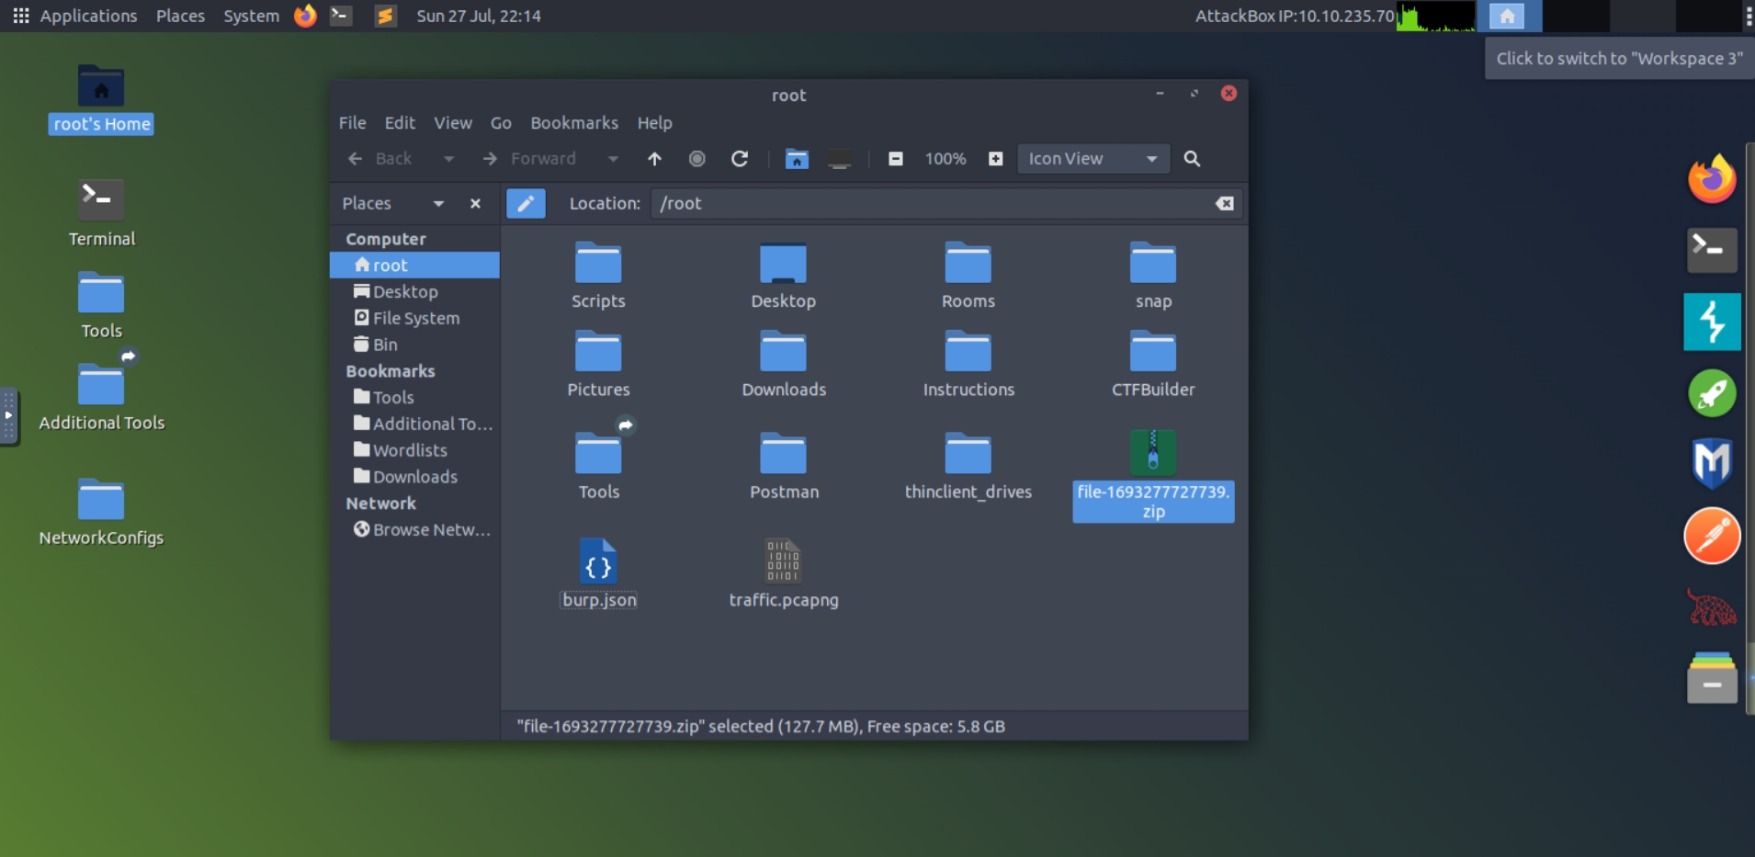 Applications Places System Sun 27 Jul, 22:14 AttackBox IP:10.10.235.70
Click to switch to "Workspace 3"
root's Home
Terminal
Tools
Additional Tools
NetworkConfigs
root
File Edit View Go Bookmarks Help
Back Forward 100% Icon View
Places Location: /root
Computer
root
Desktop
File System
Bin
Bookmarks
Tools
Additional To...
Wordlists
Downloads
Network
Browse Netw...
Scripts Desktop Rooms snap
Pictures Downloads Instructions CTFBuilder
Tools Postman thinclient_drives file-1693277727739.
zip
burp.json traffic.pcapng
"file-1693277727739.zip" selected (127.7 MB), Free space: 5.8 GB